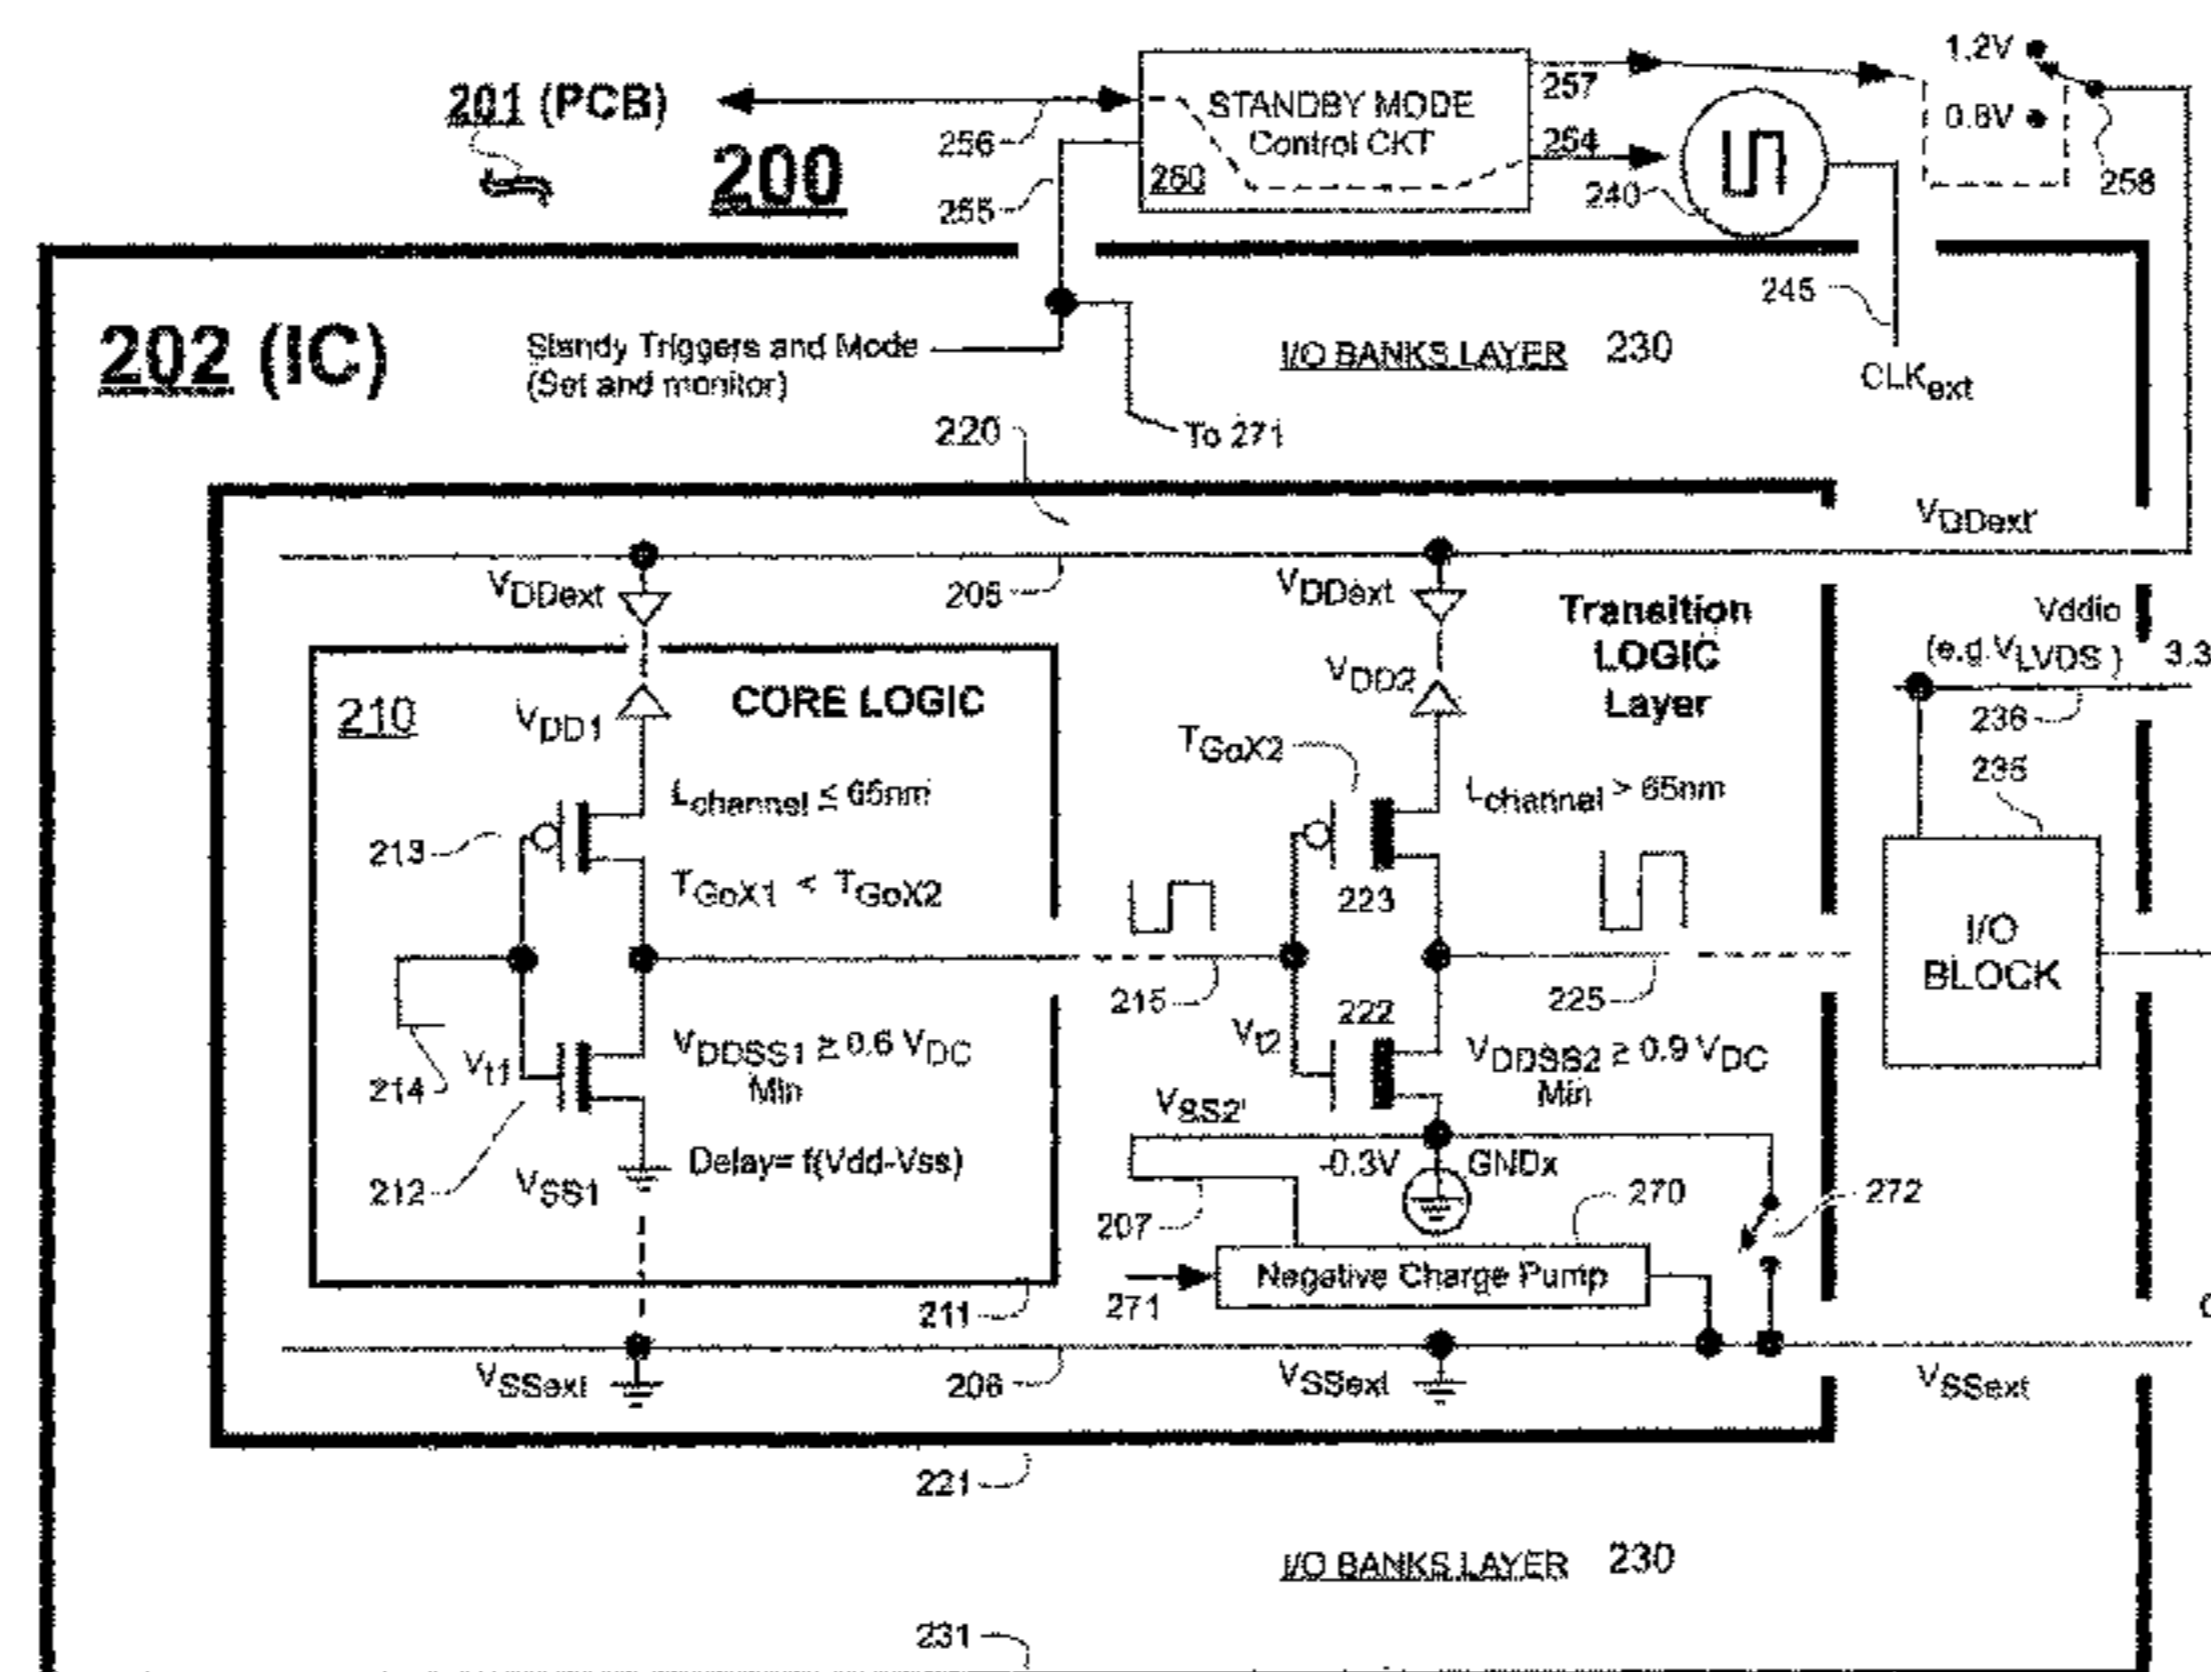 201 (PCB)
200
256
255
STANDBY MODE
Control CKT
250
257
254
240
1.2V
0.8V
258
245
CLKext
202 (IC)
Standy Triggers and Mode
(Set and monitor)
To 271
I/O BANKS LAYER 230
220
VDDext'
VDDext
205
VDDext
Transition
LOGIC
Layer
Vddio
(e.g.VLVDS )
3.3
236
235
210
VDD1
CORE LOGIC
VDD2
TGoX2
Lchannel ≤ 65nm
Lchannel > 65nm
213
TGoX1 < TGoX2
223
I/O
BLOCK
215
225
214
Vt1
VDDSS1 ≥ 0.6 VDC
Min
Vt2
222
VDDSS2 ≥ 0.9 VDC
Min
VSS2'
212
VSS1
Delay= f(Vdd-Vss)
-0.3V
GNDx
207
270
272
271
Negative Charge Pump
211
VSSext
206
VSSext
VSSext
221
I/O BANKS LAYER 230
231